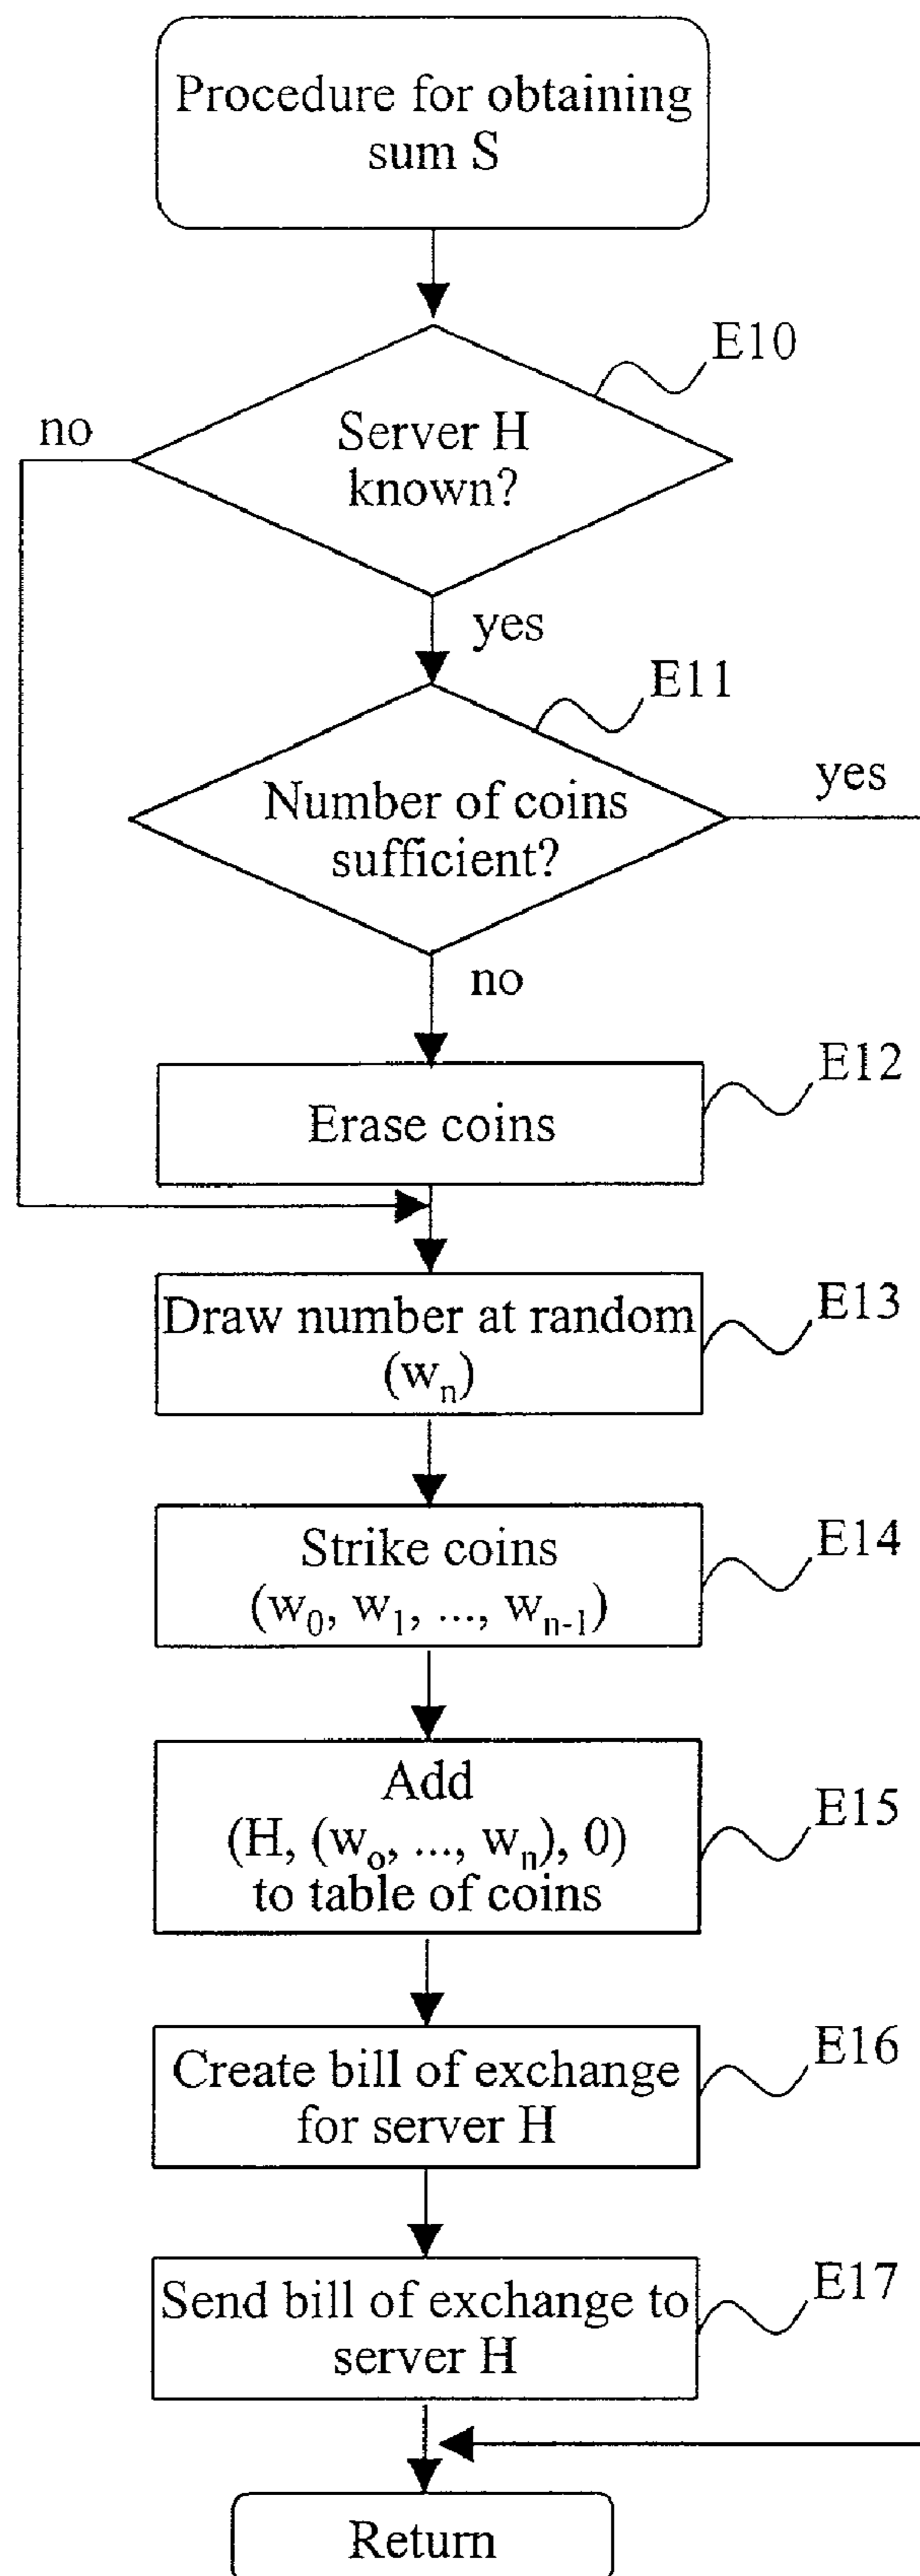 Procedure for obtaining
sum S
E10
no
Server H
known?
yes
E11
yes
Number of coins
sufficient?
no
E12
Erase coins
E13
Draw number at random
(wₙ)
E14
Strike coins
(w₀, w₁, ..., wₙ₋₁)
Add
E15
(H, (wₒ, ..., wₙ), 0)
to table of coins
E16
Create bill of exchange
for server H
E17
Send bill of exchange to
server H
Return